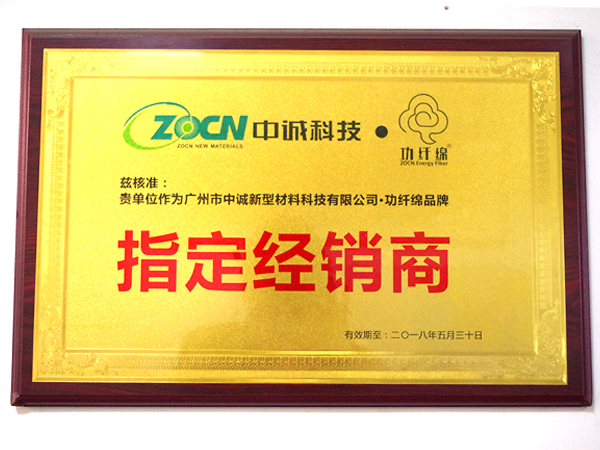 ZOCN 中诚科技·功纤绵®
ZOCN NEW MATERIALS
ZOCN Energy Fiber
兹核准：
贵单位作为广州市中诚新型材料科技有限公司·功纤绵品牌
指定经销商
有效期至：二〇一八年五月三十日